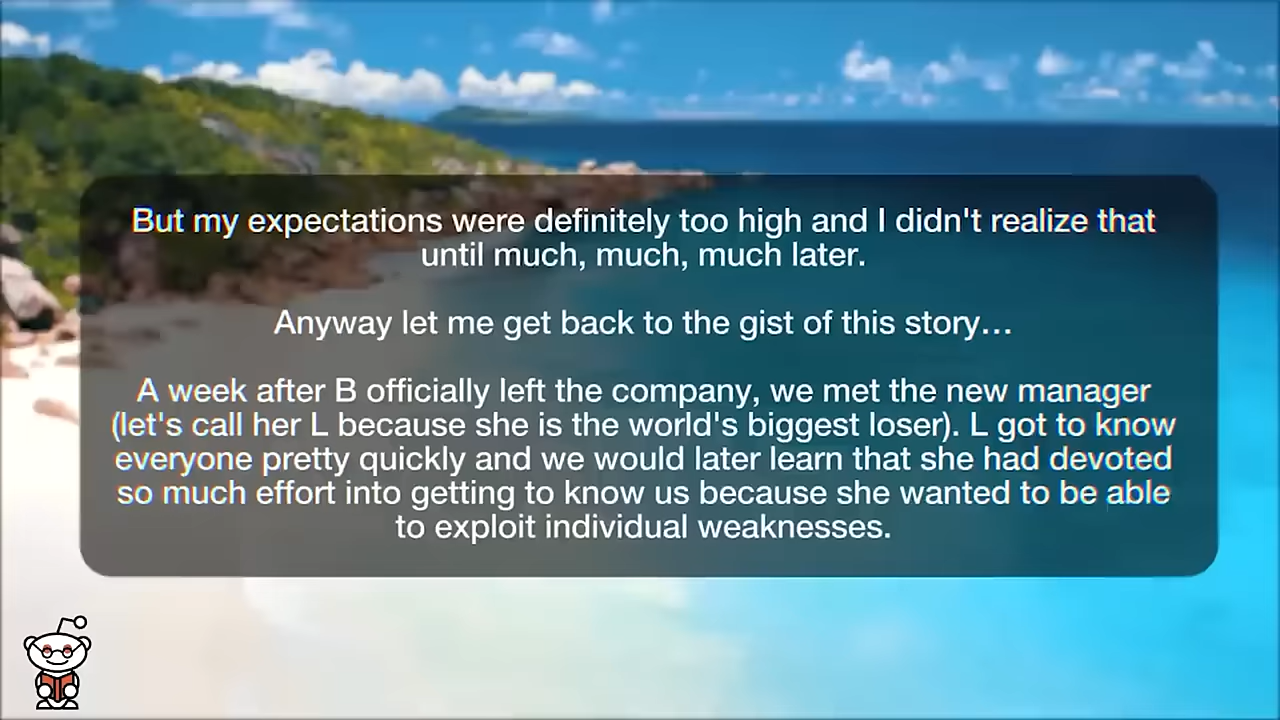 But my expectations were definitely too high and I didn't realize that
until much, much, much later.
Anyway let me get back to the gist of this story…
A week after B officially left the company, we met the new manager
(let's call her L because she is the world's biggest loser). L got to know
everyone pretty quickly and we would later learn that she had devoted
so much effort into getting to know us because she wanted to be able
to exploit individual weaknesses.